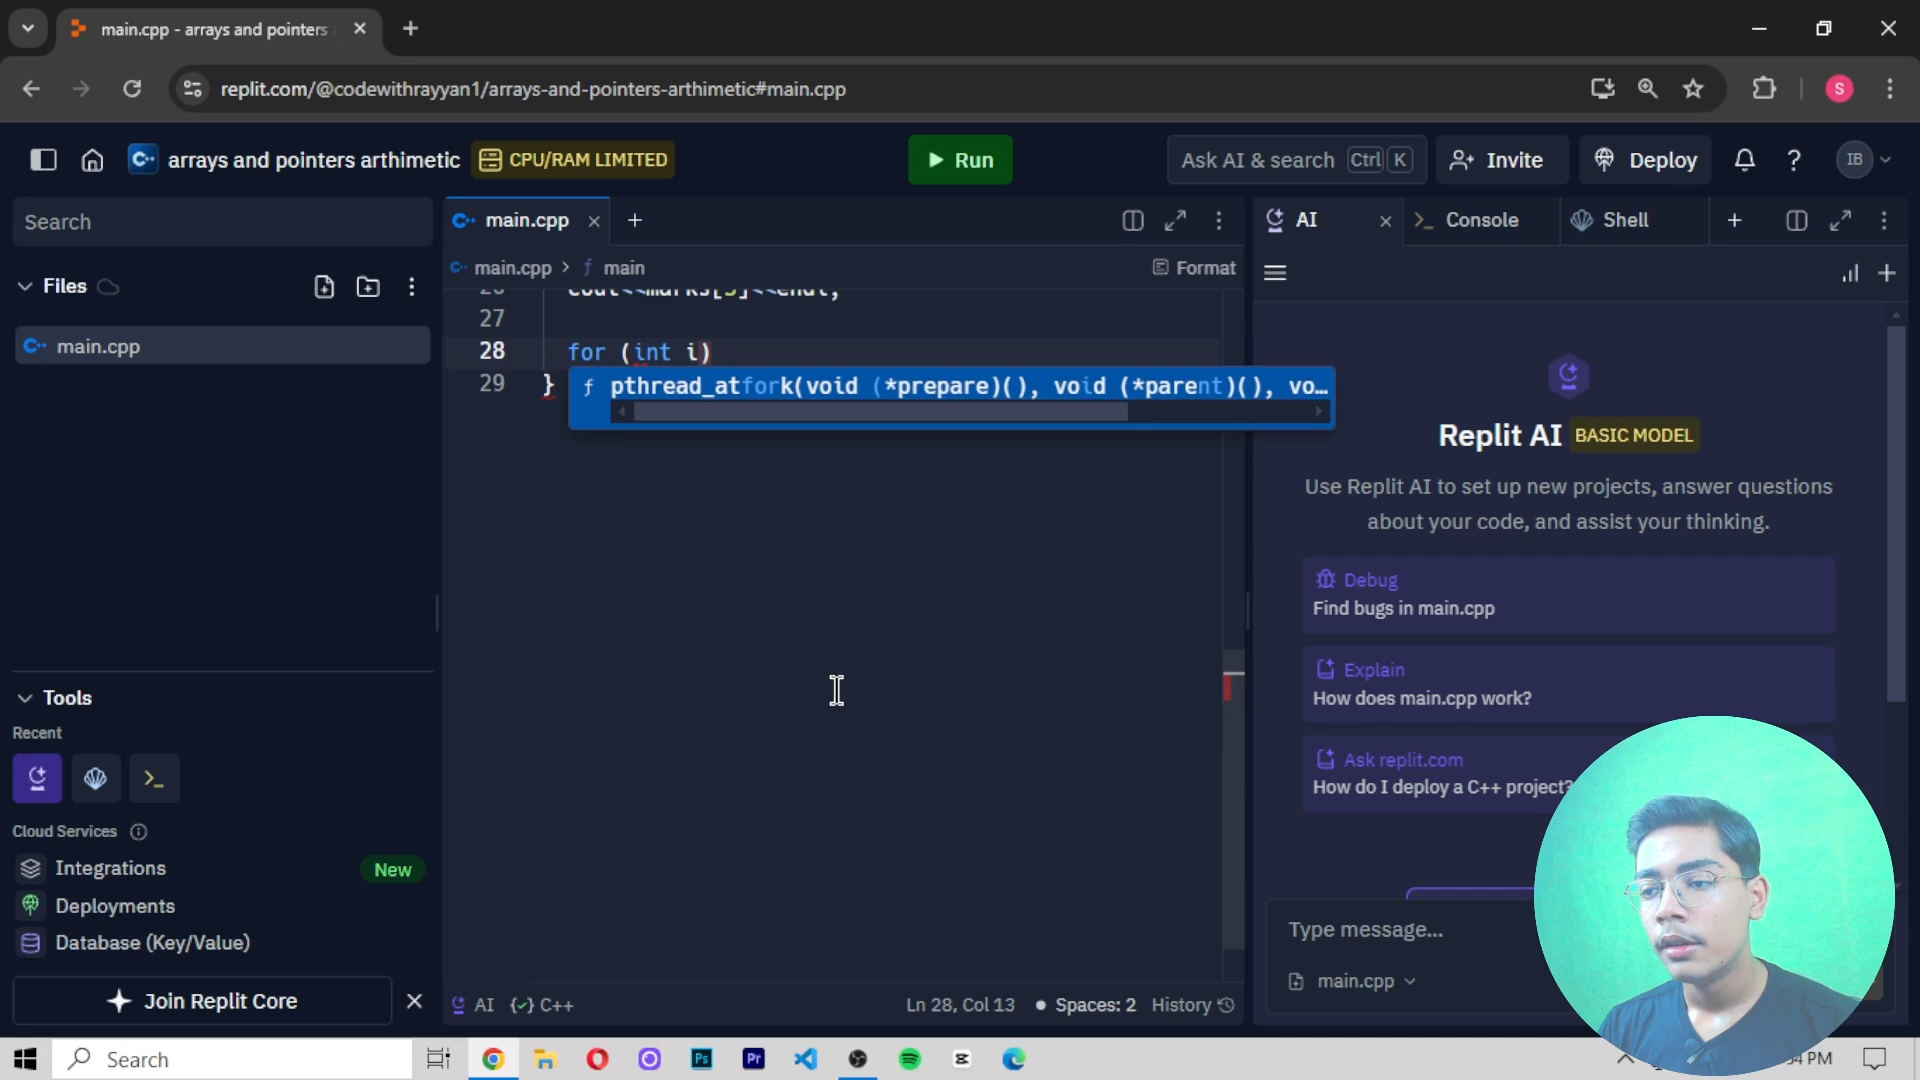 main.cpp - arrays and pointers
replit.com/@codewithrayyan1/arrays-and-pointers-arthimetic#main.cpp
S
arrays and pointers arthimetic
CPU/RAM LIMITED
Run
Ask AI & search Ctrl K
Invite
Deploy
IB
Search
Files
main.cpp
main.cpp
main.cpp > main
Format
27
28 for (int i)
29 }
pthread_atfork(void (*prepare)(), void (*parent)(), vo…
AI
Console
Shell
Replit AI BASIC MODEL
Use Replit AI to set up new projects, answer questions
about your code, and assist your thinking.
Debug
Find bugs in main.cpp
Explain
How does main.cpp work?
Ask replit.com
How do I deploy a C++ project?
Type message...
main.cpp
Tools
Recent
Cloud Services
Integrations New
Deployments
Database (Key/Value)
Join Replit Core
AI
C++
Ln 28, Col 13
Spaces: 2
History
Search
Ps
Pr
PM